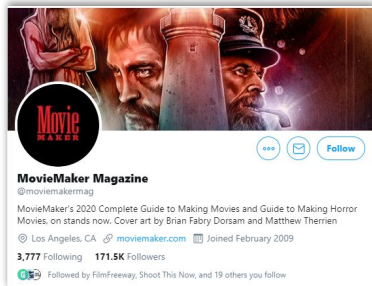 Movie
MAKER
Follow
MovieMaker Magazine
@moviemakermag
MovieMaker's 2020 Complete Guide to Making Movies and Guide to Making Horror
Movies, on stands now. Cover art by Brian Fabry Dorsam and Matthew Therrien
Los Angeles, CA moviemaker.com Joined February 2009
3,777 Following 171.5K Followers
Followed by FilmFreeway, Shoot This Now, and 19 others you follow